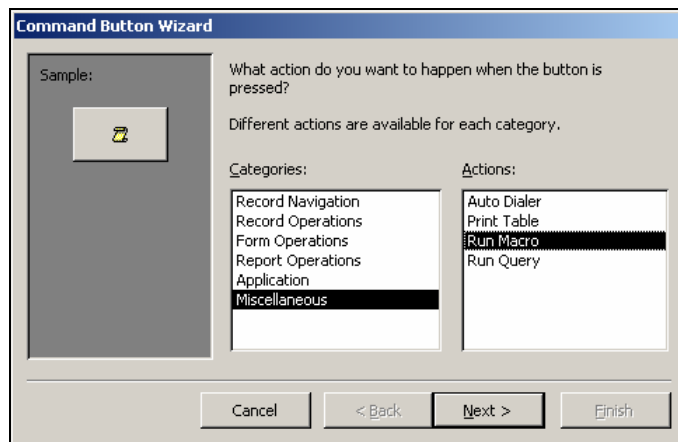 Command Button Wizard
Sample:
What action do you want to happen when the button is
pressed?
Different actions are available for each category.
Categories:
Record Navigation
Record Operations
Form Operations
Report Operations
Application
Miscellaneous
Actions:
Auto Dialer
Print Table
Run Macro
Run Query
Cancel
< Back
Next >
Finish